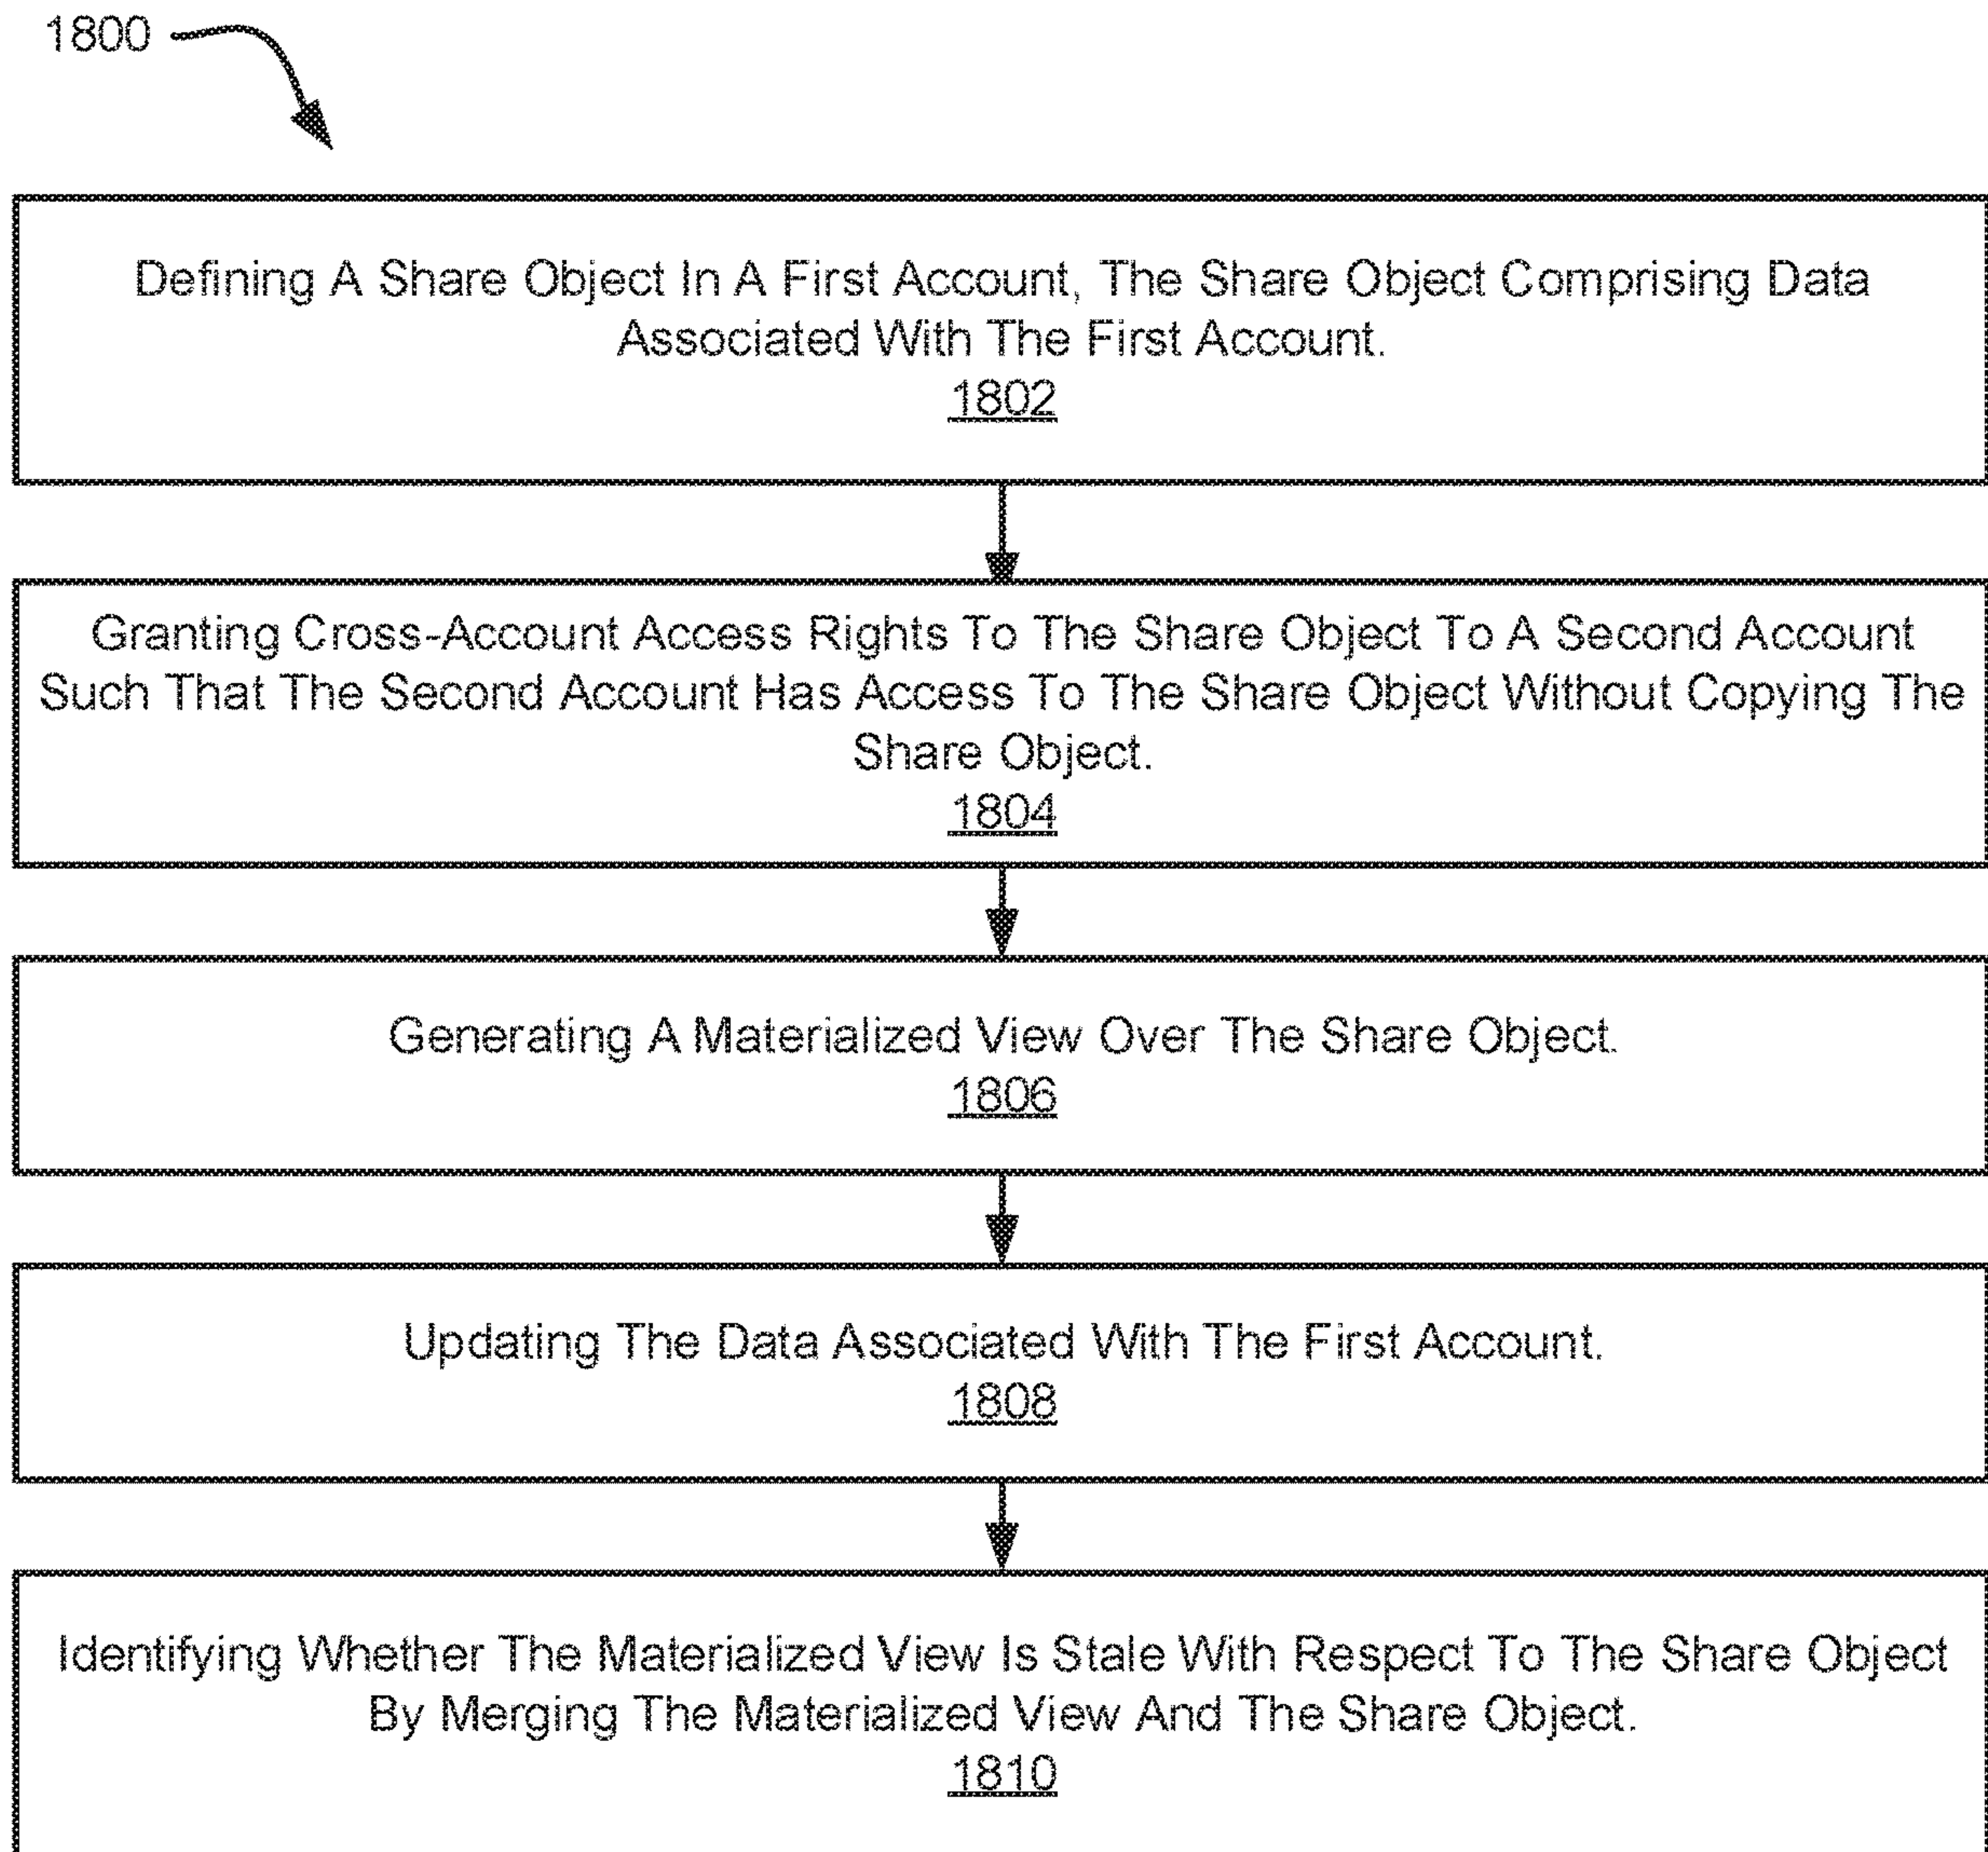 1800
Defining A Share Object In A First Account, The Share Object Comprising Data
Associated With The First Account.
1802
Granting Cross-Account Access Rights To The Share Object To A Second Account
Such That The Second Account Has Access To The Share Object Without Copying The
Share Object.
1804
Generating A Materialized View Over The Share Object.
1806
Updating The Data Associated With The First Account.
1808
Identifying Whether The Materialized View Is Stale With Respect To The Share Object
By Merging The Materialized View And The Share Object.
1810